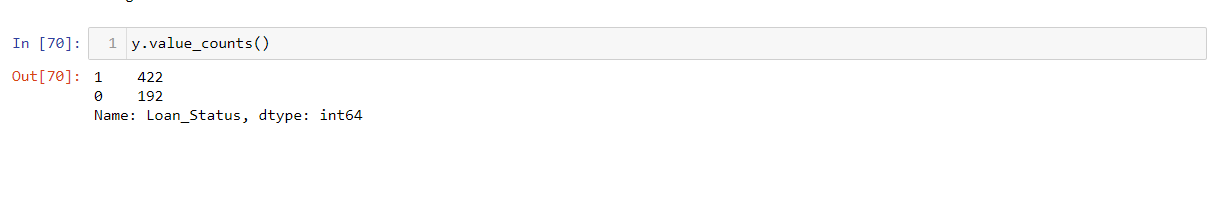 In [70]: 1 y.value_counts()
Out[70]: 1    422
0    192
Name: Loan_Status, dtype: int64